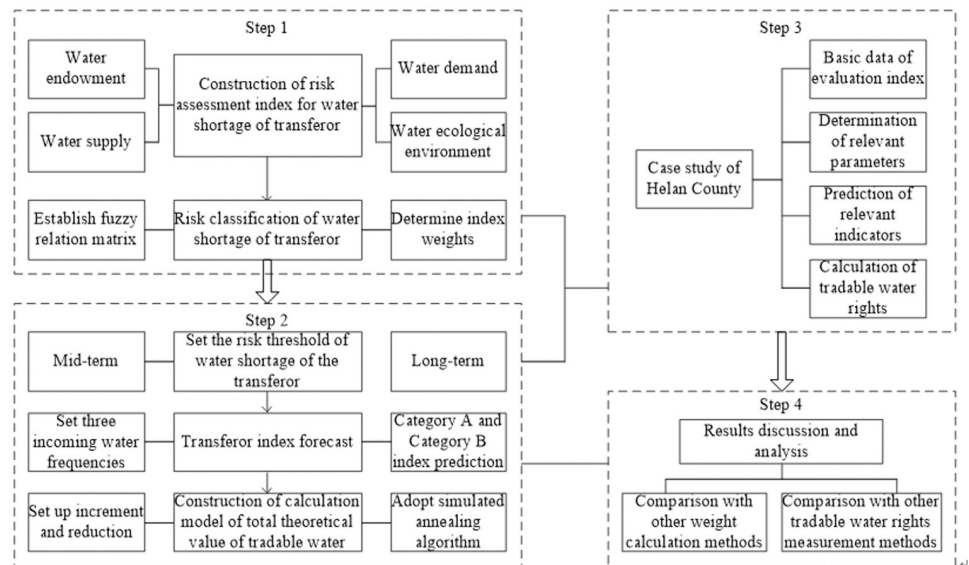 Step 1
Water
endowment
Water supply
Construction of risk
assessment index for water
shortage of transferor
Water demand
Water ecological
environment
Establish fuzzy
relation matrix
Risk classification of water
shortage of transferor
Determine index
weights
Step 2
Mid-term
Set the risk threshold of
water shortage of the
transferor
Long-term
Set three
incoming water
frequencies
Transferor index forecast
Category A and
Category B
index prediction
Set up increment
and reduction
Construction of calculation
model of total theoretical
value of tradable water
Adopt simulated
annealing
algorithm
Step 3
Case study of
Helan County
Basic data of
evaluation index
Determination
of relevant
parameters
Prediction of
relevant
indicators
Calculation of
tradable water
rights
Step 4
Results discussion and
analysis
Comparison with
other weight
calculation methods
Comparison with other
tradable water rights
measurement methods